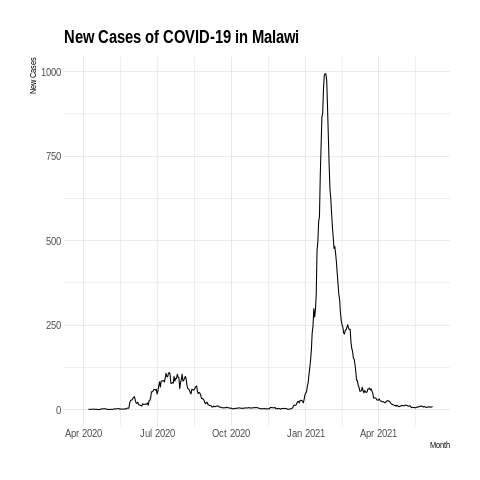 New Cases of COVID-19 in Malawi
New Cases
1000
750
500
250
0
Apr 2020 Jul 2020 Oct 2020 Jan 2021 Apr 2021
Month